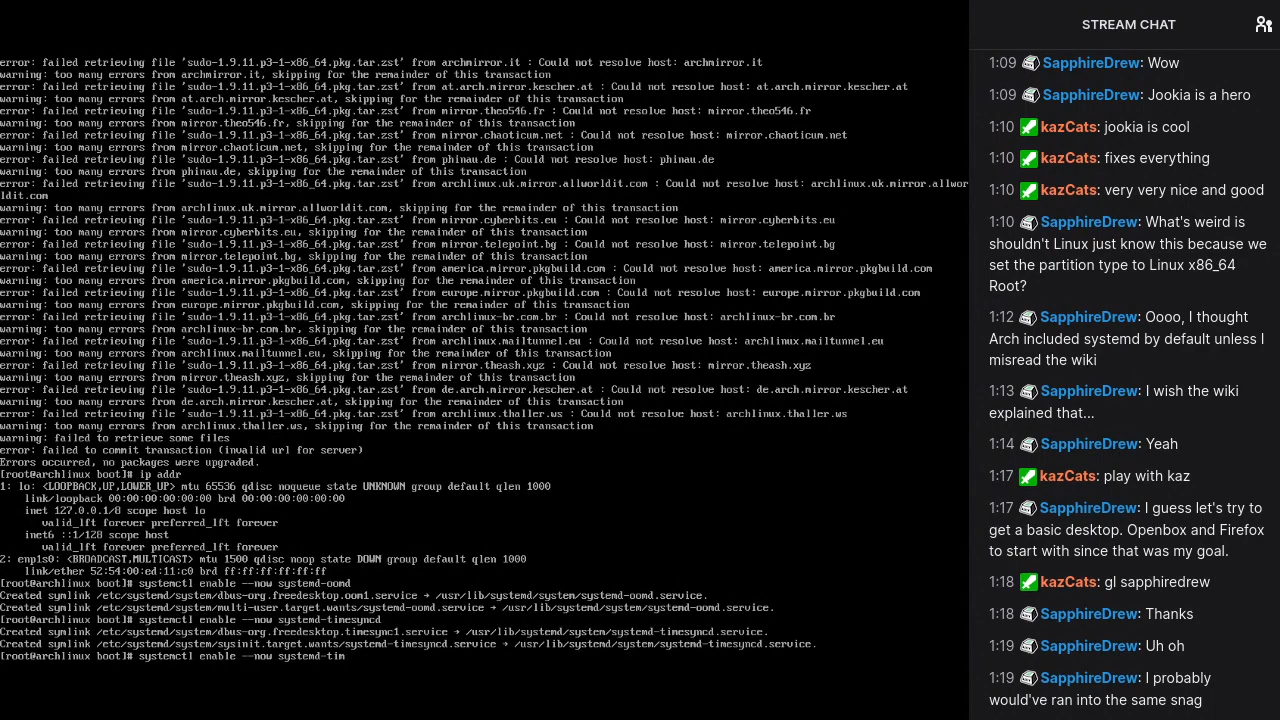 error: failed retrieving file 'sudo-1.9.11.p3-1-x86_64.pkg.tar.zst' from archmirror.it : Could not resolve host: archmirror.it
warning: too many errors from archmirror.it, skipping for the remainder of this transaction
error: failed retrieving file 'sudo-1.9.11.p3-1-x86_64.pkg.tar.zst' from at.arch.mirror.kescher.at : Could not resolve host: at.arch.mirror.kescher.at
warning: too many errors from at.arch.mirror.kescher.at, skipping for the remainder of this transaction
error: failed retrieving file 'sudo-1.9.11.p3-1-x86_64.pkg.tar.zst' from mirror.theo546.fr : Could not resolve host: mirror.theo546.fr
warning: too many errors from mirror.theo546.fr, skipping for the remainder of this transaction
error: failed retrieving file 'sudo-1.9.11.p3-1-x86_64.pkg.tar.zst' from mirror.chaoticum.net : Could not resolve host: mirror.chaoticum.net
warning: too many errors from mirror.chaoticum.net, skipping for the remainder of this transaction
error: failed retrieving file 'sudo-1.9.11.p3-1-x86_64.pkg.tar.zst' from phinau.de : Could not resolve host: phinau.de
warning: too many errors from phinau.de, skipping for the remainder of this transaction
error: failed retrieving file 'sudo-1.9.11.p3-1-x86_64.pkg.tar.zst' from archlinux.uk.mirror.allworldit.com : Could not resolve host: archlinux.uk.mirror.allwor
ldit.com
warning: too many errors from archlinux.uk.mirror.allworldit.com, skipping for the remainder of this transaction
error: failed retrieving file 'sudo-1.9.11.p3-1-x86_64.pkg.tar.zst' from mirror.cyberbits.eu : Could not resolve host: mirror.cyberbits.eu
warning: too many errors from mirror.cyberbits.eu, skipping for the remainder of this transaction
error: failed retrieving file 'sudo-1.9.11.p3-1-x86_64.pkg.tar.zst' from mirror.telepoint.bg : Could not resolve host: mirror.telepoint.bg
warning: too many errors from mirror.telepoint.bg, skipping for the remainder of this transaction
error: failed retrieving file 'sudo-1.9.11.p3-1-x86_64.pkg.tar.zst' from america.mirror.pkgbuild.com : Could not resolve host: america.mirror.pkgbuild.com
warning: too many errors from america.mirror.pkgbuild.com, skipping for the remainder of this transaction
error: failed retrieving file 'sudo-1.9.11.p3-1-x86_64.pkg.tar.zst' from europe.mirror.pkgbuild.com : Could not resolve host: europe.mirror.pkgbuild.com
warning: too many errors from europe.mirror.pkgbuild.com, skipping for the remainder of this transaction
error: failed retrieving file 'sudo-1.9.11.p3-1-x86_64.pkg.tar.zst' from archlinux-br.com.br : Could not resolve host: archlinux-br.com.br
warning: too many errors from archlinux-br.com.br, skipping for the remainder of this transaction
error: failed retrieving file 'sudo-1.9.11.p3-1-x86_64.pkg.tar.zst' from archlinux.mailtunnel.eu : Could not resolve host: archlinux.mailtunnel.eu
warning: too many errors from archlinux.mailtunnel.eu, skipping for the remainder of this transaction
error: failed retrieving file 'sudo-1.9.11.p3-1-x86_64.pkg.tar.zst' from mirror.theash.xyz : Could not resolve host: mirror.theash.xyz
warning: too many errors from mirror.theash.xyz, skipping for the remainder of this transaction
error: failed retrieving file 'sudo-1.9.11.p3-1-x86_64.pkg.tar.zst' from de.arch.mirror.kescher.at : Could not resolve host: de.arch.mirror.kescher.at
warning: too many errors from de.arch.mirror.kescher.at, skipping for the remainder of this transaction
error: failed retrieving file 'sudo-1.9.11.p3-1-x86_64.pkg.tar.zst' from archlinux.thaller.ws : Could not resolve host: archlinux.thaller.ws
warning: too many errors from archlinux.thaller.ws, skipping for the remainder of this transaction
warning: failed to retrieve some files
error: failed to commit transaction (invalid url for server)
Errors occurred, no packages were upgraded.
[root@archlinux boot]# ip addr
1: lo: <LOOPBACK,UP,LOWER_UP> mtu 65536 qdisc noqueue state UNKNOWN group default qlen 1000
    link/loopback 00:00:00:00:00:00 brd 00:00:00:00:00:00
    inet 127.0.0.1/8 scope host lo
       valid_lft forever preferred_lft forever
    inet6 ::1/128 scope host
       valid_lft forever preferred_lft forever
2: enp1s0: <BROADCAST,MULTICAST> mtu 1500 qdisc noop state DOWN group default qlen 1000
    link/ether 52:54:00:ed:11:c0 brd ff:ff:ff:ff:ff:ff
[root@archlinux boot]# systemctl enable --now systemd-oomd
Created symlink /etc/systemd/system/dbus-org.freedesktop.oom1.service → /usr/lib/systemd/system/systemd-oomd.service.
Created symlink /etc/systemd/system/multi-user.target.wants/systemd-oomd.service → /usr/lib/systemd/system/systemd-oomd.service.
[root@archlinux boot]# systemctl enable --now systemd-timesyncd
Created symlink /etc/systemd/system/dbus-org.freedesktop.timesync1.service → /usr/lib/systemd/system/systemd-timesyncd.service.
Created symlink /etc/systemd/system/sysinit.target.wants/systemd-timesyncd.service → /usr/lib/systemd/system/systemd-timesyncd.service.
[root@archlinux boot]# systemctl enable --now systemd-tim
STREAM CHAT
1:09 SapphireDrew: Wow
1:09 SapphireDrew: Jookia is a hero
1:10 kazCats: jookia is cool
1:10 kazCats: fixes everything
1:10 kazCats: very very nice and good
1:10 SapphireDrew: What's weird is
shouldn't Linux just know this because we
set the partition type to Linux x86_64
Root?
1:12 SapphireDrew: Oooo, I thought
Arch included systemd by default unless I
misread the wiki
1:13 SapphireDrew: I wish the wiki
explained that...
1:14 SapphireDrew: Yeah
1:17 kazCats: play with kaz
1:17 SapphireDrew: I guess let's try to
get a basic desktop. Openbox and Firefox
to start with since that was my goal.
1:18 kazCats: gl sapphiredrew
1:18 SapphireDrew: Thanks
1:19 SapphireDrew: Uh oh
1:19 SapphireDrew: I probably
would've ran into the same snag